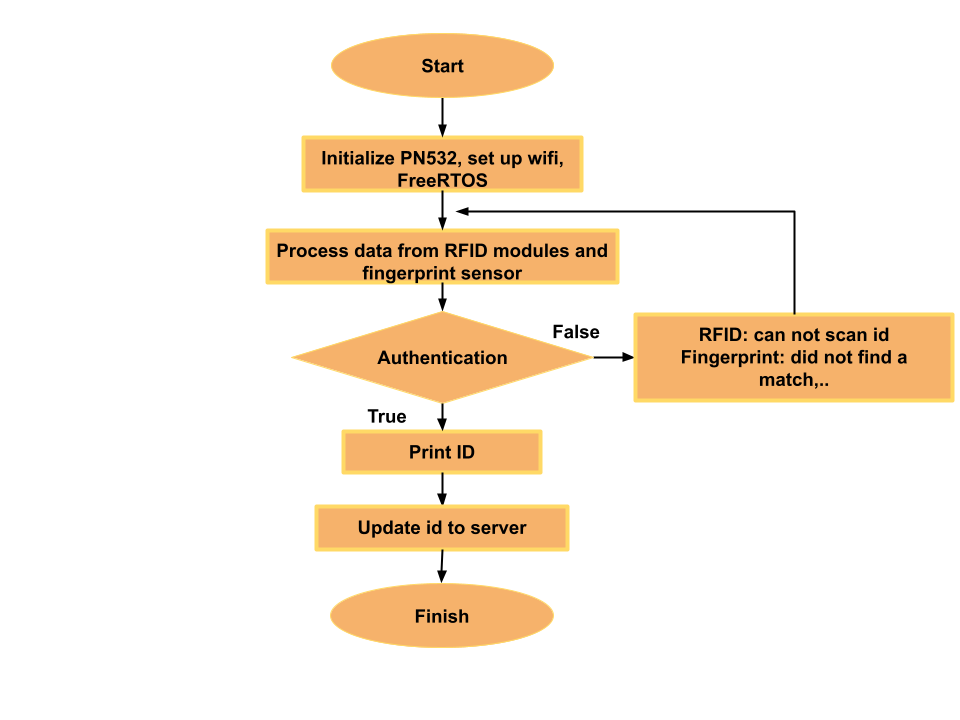 Start
Initialize PN532, set up wifi,
FreeRTOS
Process data from RFID modules and
fingerprint sensor
False
Authentication
RFID: can not scan id
Fingerprint: did not find a
match,..
True
Print ID
Update id to server
Finish